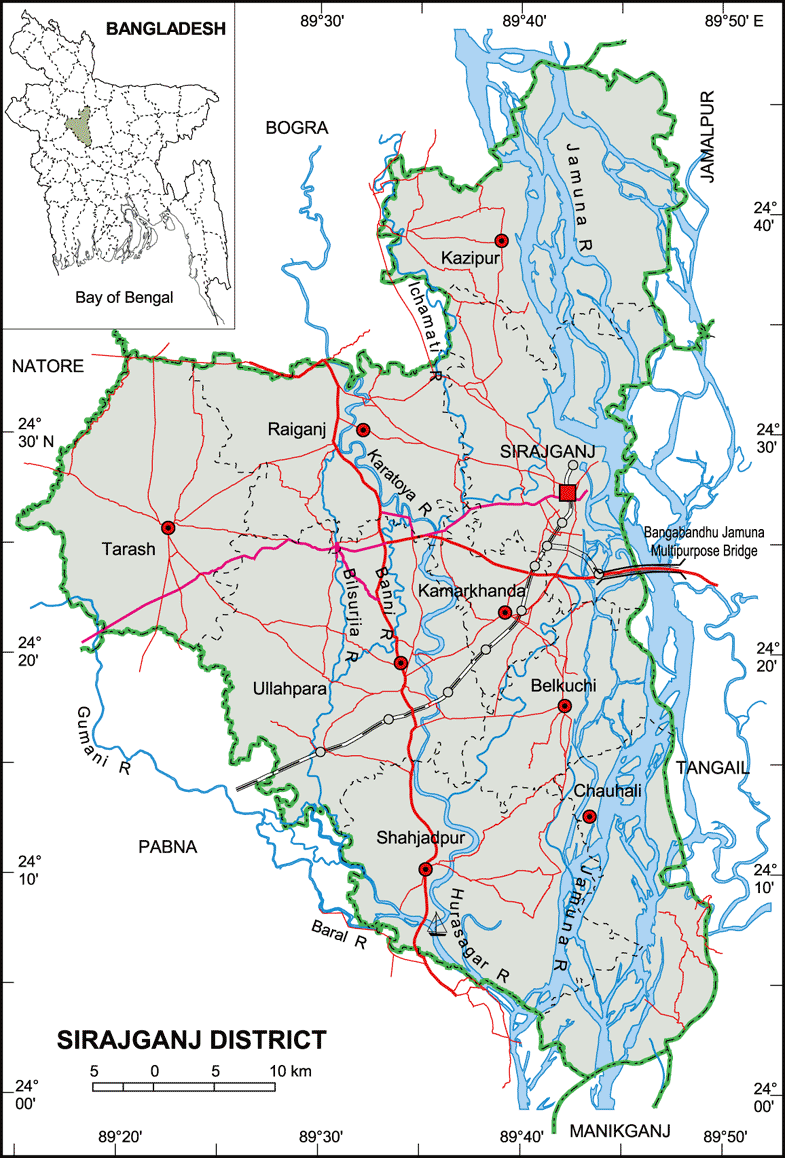 89°30'
89°40'
89°50' E
BANGLADESH
Bay of Bengal
BOGRA
JAMALPUR
Jamuna R
24°
40'
Kazipur
Ichamati R
NATORE
24°
30' N
24°
30'
Raiganj
Karatoya R
SIRAJGANJ
Tarash
Bangabandhu Jamuna
Multipurpose Bridge
Bilsurjia R
Banni R
Kamarkhanda
24°
20'
24°
20'
Ullahpara
Belkuchi
Gumani R
TANGAIL
Chauhali
PABNA
Shahjadpur
24°
10'
24°
10'
Jamuna R
Hurasagar R
Baral R
SIRAJGANJ DISTRICT
5 0 5 10 km
24°
00'
24°
00'
MANIKGANJ
89°20'
89°30'
89°40'
89°50'